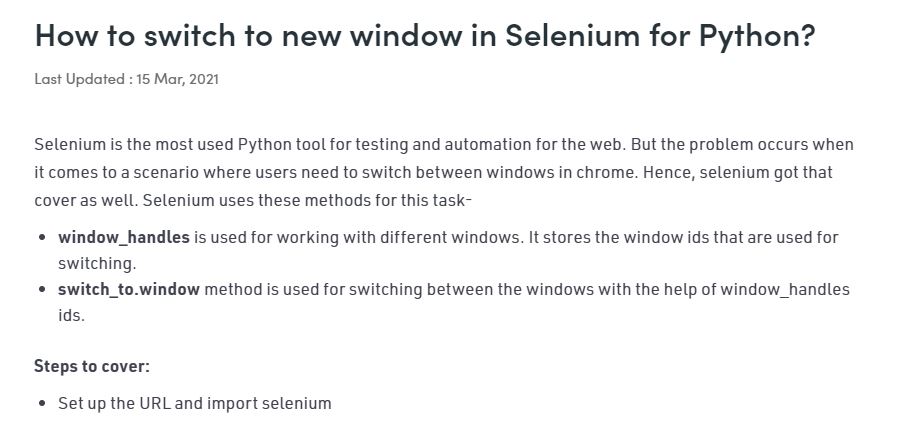 How to switch to new window in Selenium for Python?
Last Updated : 15 Mar, 2021
Selenium is the most used Python tool for testing and automation for the web. But the problem occurs when
it comes to a scenario where users need to switch between windows in chrome. Hence, selenium got that
cover as well. Selenium uses these methods for this task-
• window_handles is used for working with different windows. It stores the window ids that are used for
switching.
• switch_to.window method is used for switching between the windows with the help of window_handles
ids.
Steps to cover:
• Set up the URL and import selenium